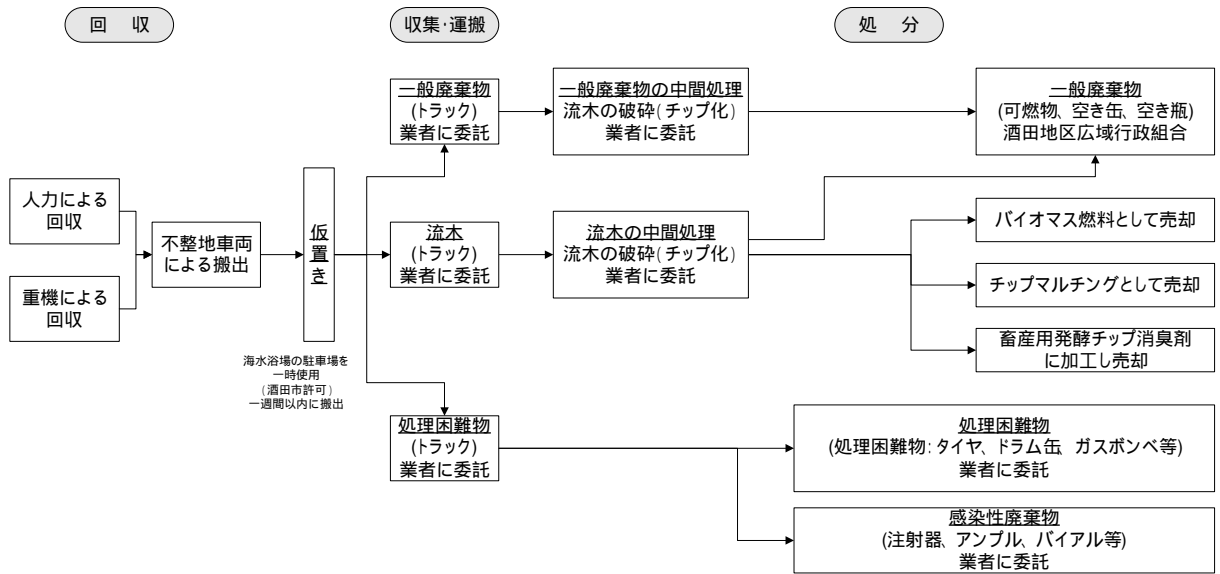 回 収
収集･運搬
処 分
人力による
回収
重機による
回収
不整地車両
による搬出
仮
置
き
海水浴場の駐車場を
一時使用
(酒田市許可)
一週間以内に搬出
一般廃棄物
(トラック)
業者に委託
流木
(トラック)
業者に委託
処理困難物
(トラック)
業者に委託
一般廃棄物の中間処理
流木の破砕(チップ化)
業者に委託
流木の中間処理
流木の破砕(チップ化)
業者に委託
一般廃棄物
(可燃物、空き缶、空き瓶)
酒田地区広域行政組合
バイオマス燃料として売却
チップマルチングとして売却
畜産用発酵チップ消臭剤
に加工し売却
処理困難物
(処理困難物:タイヤ、ドラム缶、ガスボンベ等)
業者に委託
感染性廃棄物
(注射器、アンプル、バイアル等)
業者に委託